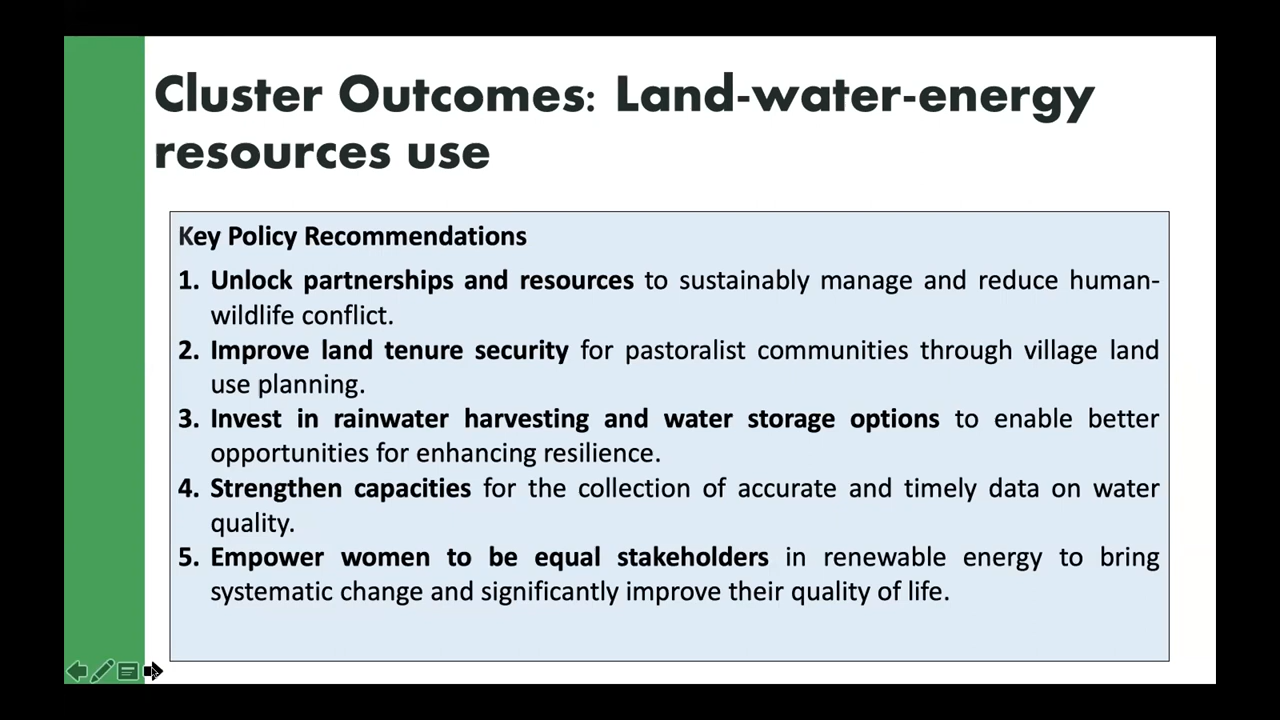 Cluster Outcomes: Land-water-energy
resources use
Key Policy Recommendations
1. Unlock partnerships and resources to sustainably manage and reduce human-
wildlife conflict.
2. Improve land tenure security for pastoralist communities through village land
use planning.
3. Invest in rainwater harvesting and water storage options to enable better
opportunities for enhancing resilience.
4. Strengthen capacities for the collection of accurate and timely data on water
quality.
5. Empower women to be equal stakeholders in renewable energy to bring
systematic change and significantly improve their quality of life.